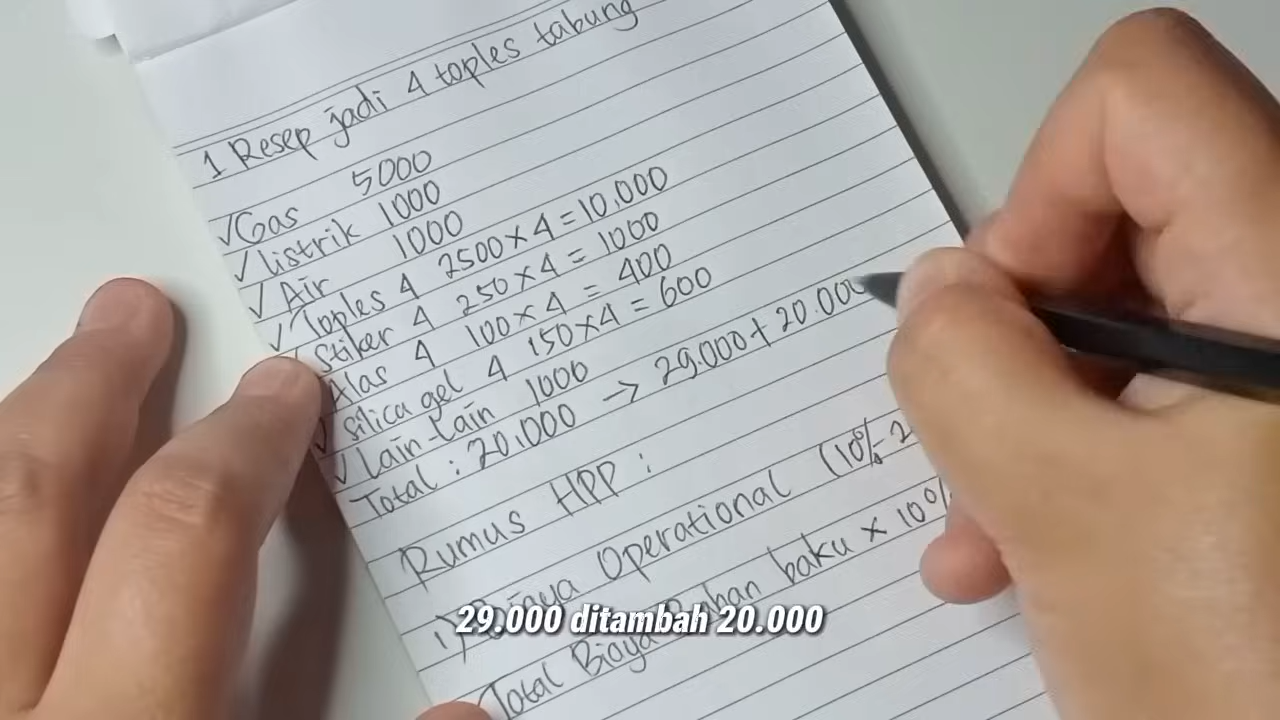 1 Resep jadi 4 toples tabung
✓Gas 5000
✓listrik 1000
✓Air 1000
✓Toples 4 2500×4 = 10.000
✓Stiker 4 250×4 = 1000
✓Alas 4 100×4 = 400
✓silica gel 4 150×4 = 600
✓Lain-Lain 1000
Total : 20.000 → 29.000 + 20.000
Rumus HPP :
1) Biaya Operational (10%-2
Total Biaya Bahan baku × 10%
29.000 ditambah 20.000